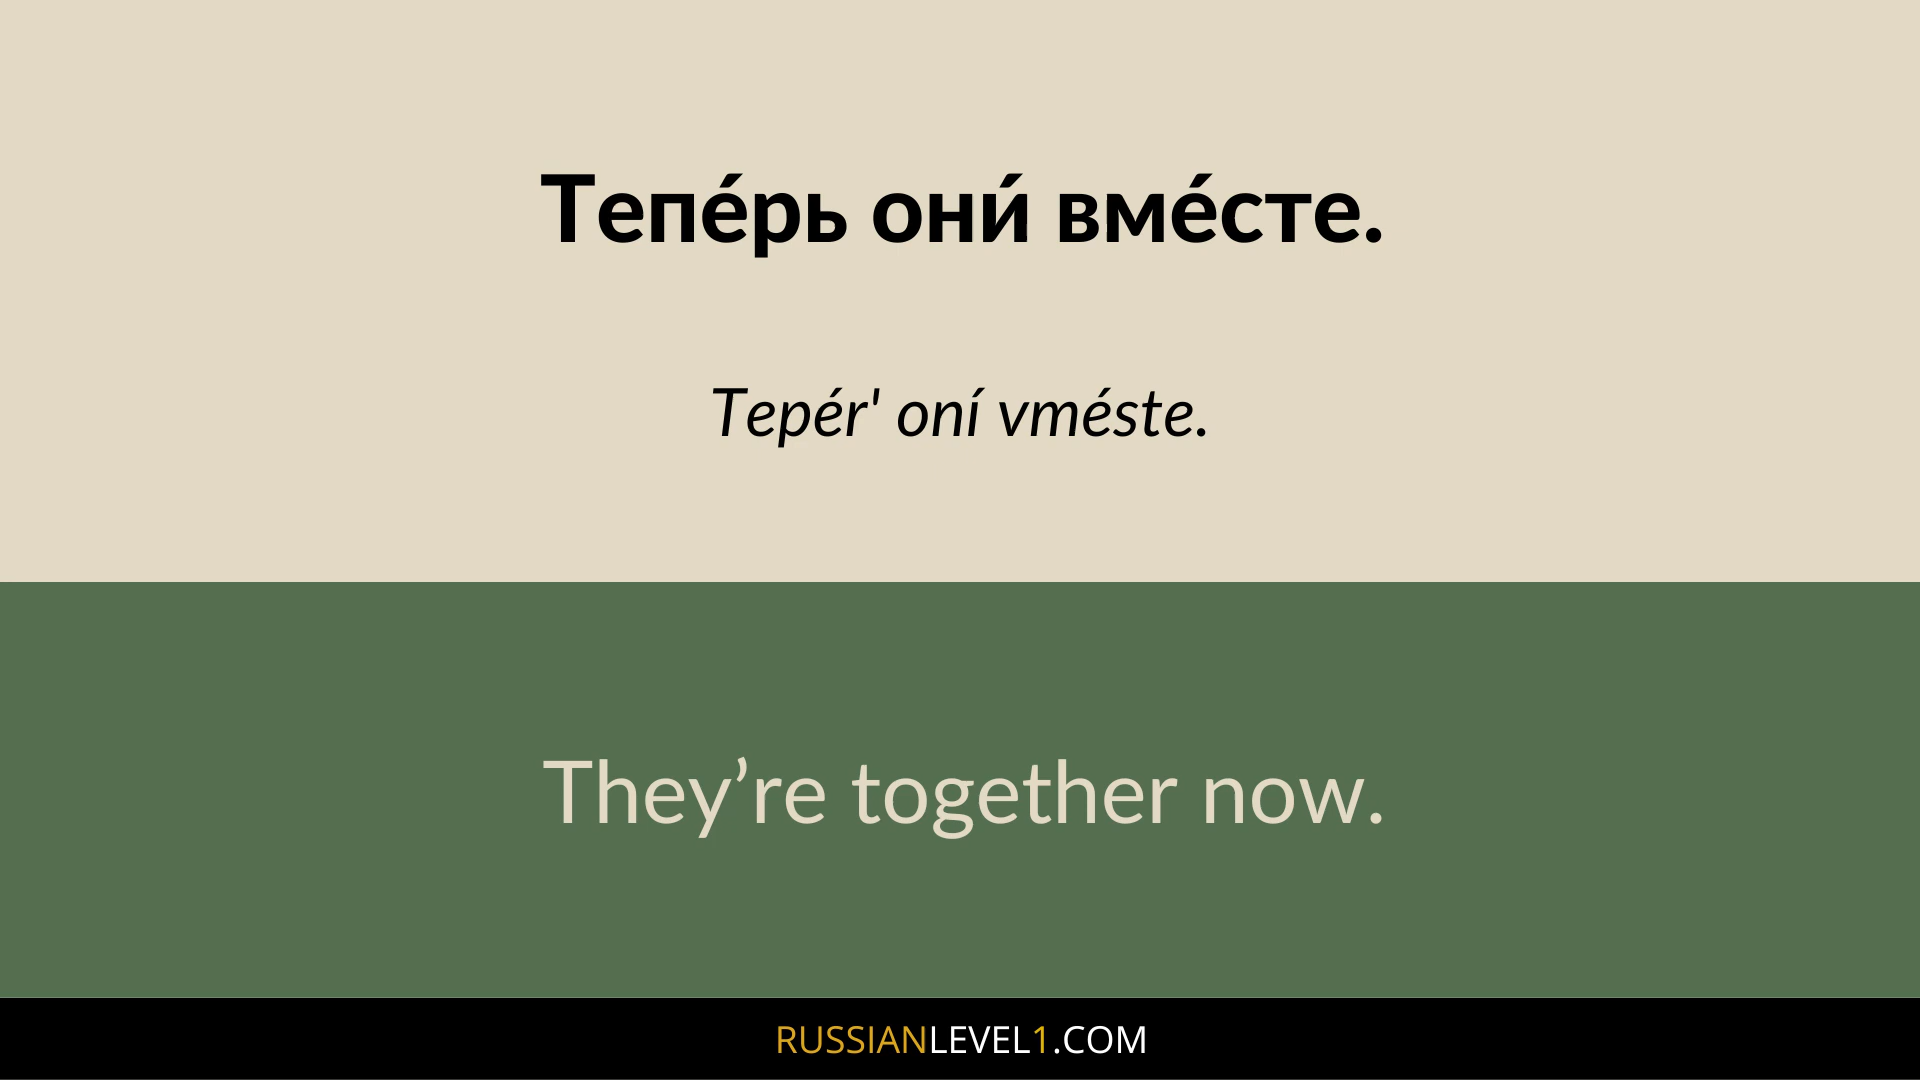 Тепе́рь они́ вме́сте.
Tepér' oní vméste.
They’re together now.
RUSSIANLEVEL1.COM